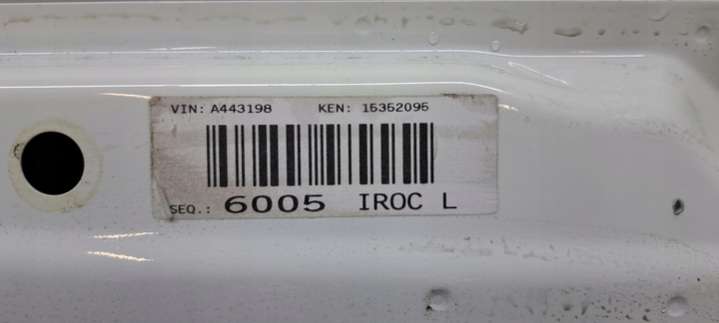 VIN: A443198 KEN: 15352095
SEQ.: 6005 IROC L